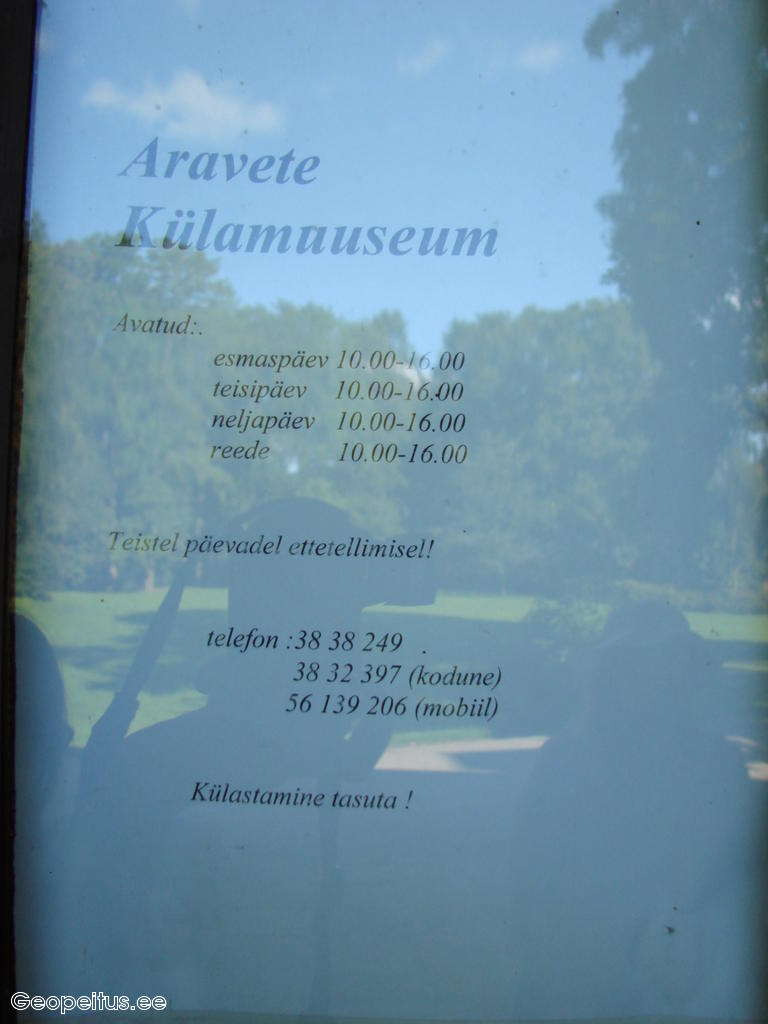 Aravete
Külamuuseum
Avatud:.
esmaspäev 10.00-16.00
teisipäev 10.00-16.00
neljapäev 10.00-16.00
reede 10.00-16.00
Teistel päevadel ettetellimisel!
telefon :38 38 249 .
38 32 397 (kodune)
56 139 206 (mobiil)
Külastamine tasuta !
Geopeitus.ee